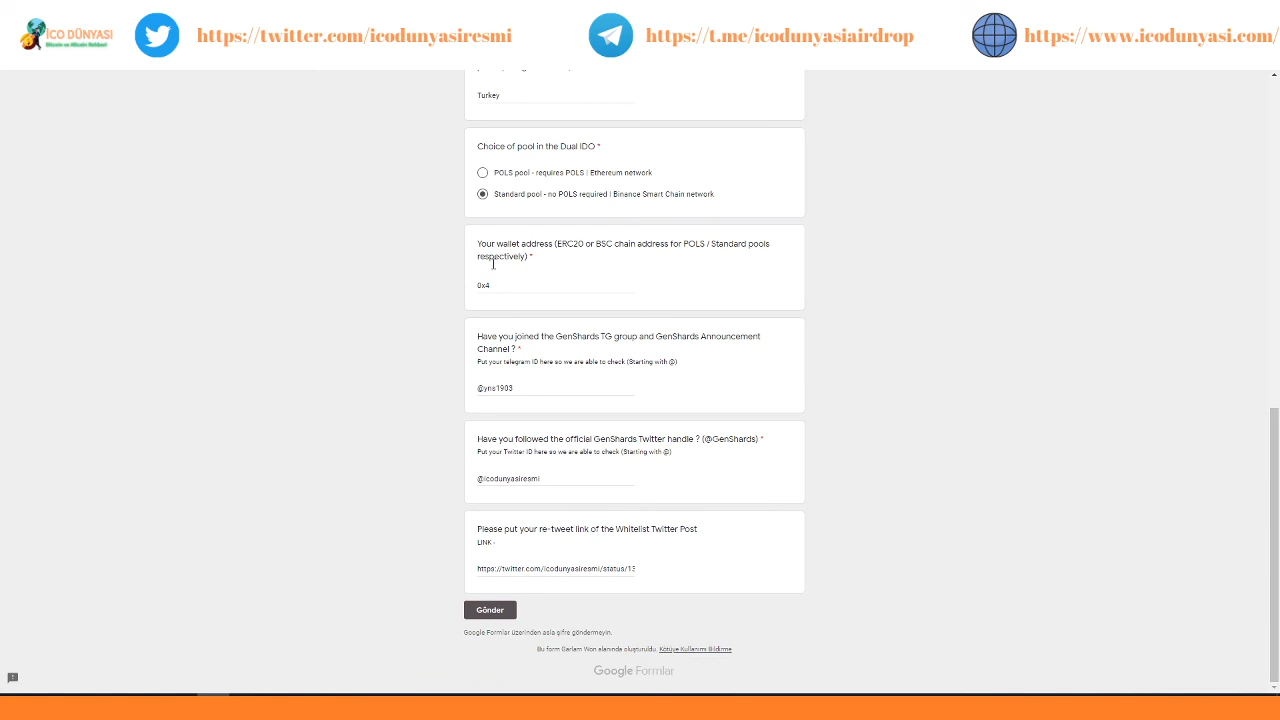 İCO DÜNYASI
Bitcoin ve Altcoin Rehberi
https://twitter.com/icodunyasiresmi
https://t.me/icodunyasiairdrop
https://www.icodunyasi.com/
Turkey
Choice of pool in the Dual IDO *
POLS pool - requires POLS | Ethereum network
Standard pool - no POLS required | Binance Smart Chain network
Your wallet address (ERC20 or BSC chain address for POLS / Standard pools
respectively) *
0x4
Have you joined the GenShards TG group and GenShards Announcement
Channel ? *
Put your telegram ID here so we are able to check (Starting with @)
@yns1903
Have you followed the official GenShards Twitter handle ? (@GenShards) *
Put your Twitter ID here so we are able to check (Starting with @)
@icodunyasiresmi
Please put your re-tweet link of the Whitelist Twitter Post
LINK -
https://twitter.com/icodunyasiresmi/status/13
Gönder
Google Formlar üzerinden asla şifre göndermeyin.
Bu form Garlam Won alanında oluşturuldu. Kötüye Kullanımı Bildirme
Google Formlar